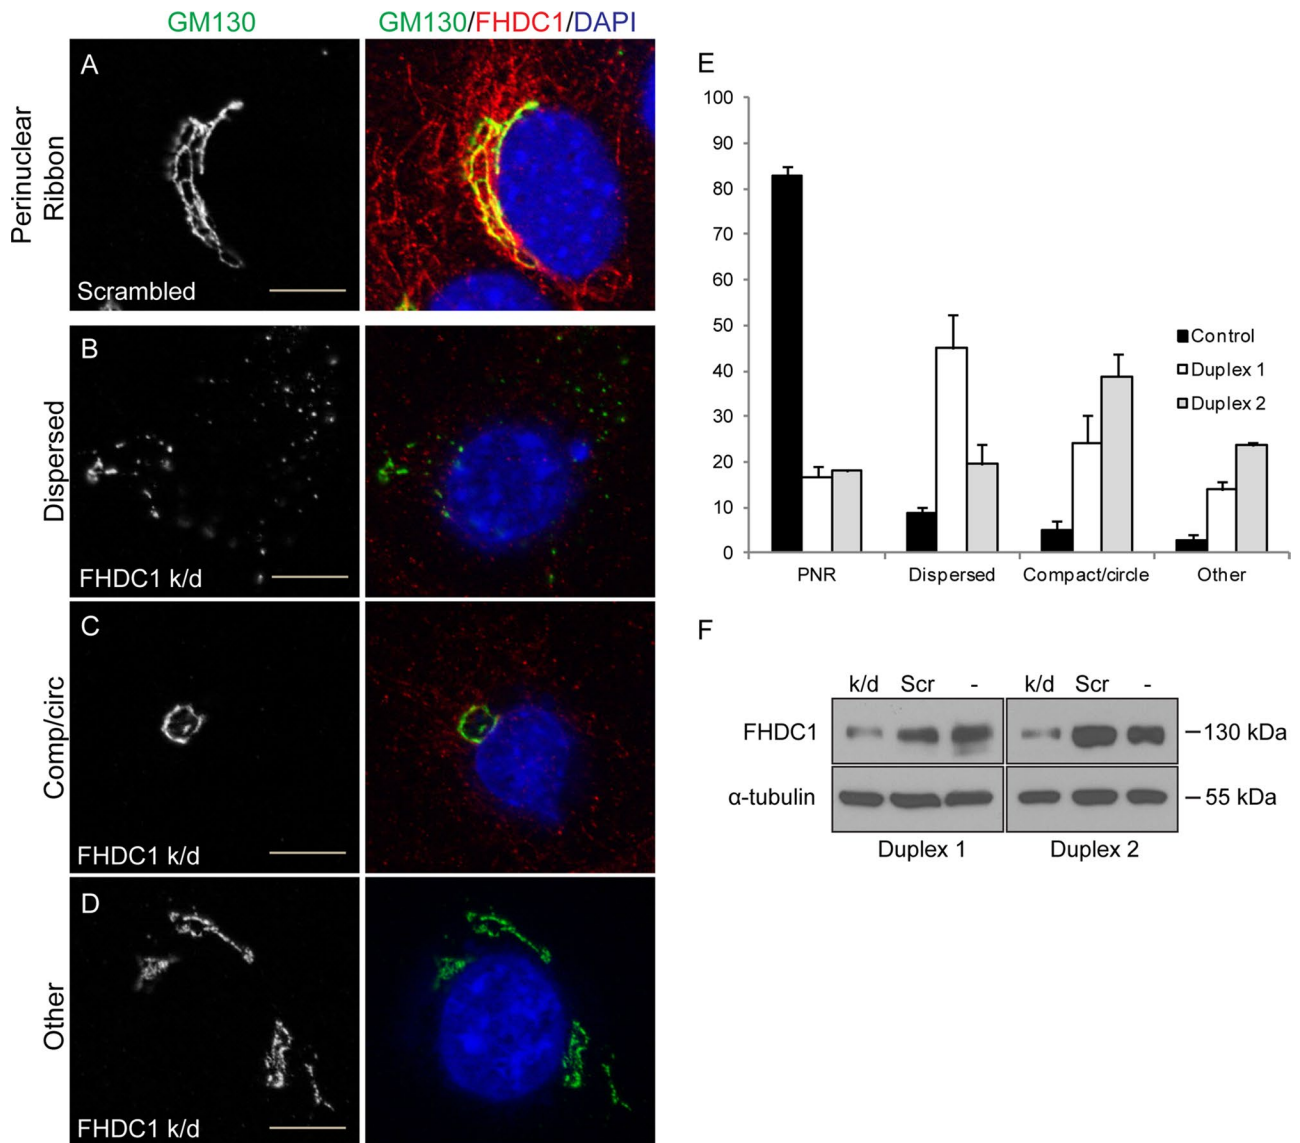 GM130
GM130/FHDC1/DAPI
Perinuclear
Ribbon
A
Scrambled
Dispersed
B
FHDC1 k/d
Comp/circ
C
FHDC1 k/d
Other
D
FHDC1 k/d
E
100
90
80
70
60
50
40
30
20
10
0
PNR Dispersed Compact/circle Other
Control
Duplex 1
Duplex 2
F
k/d Scr - k/d Scr -
FHDC1 130 kDa
α-tubulin 55 kDa
Duplex 1 Duplex 2